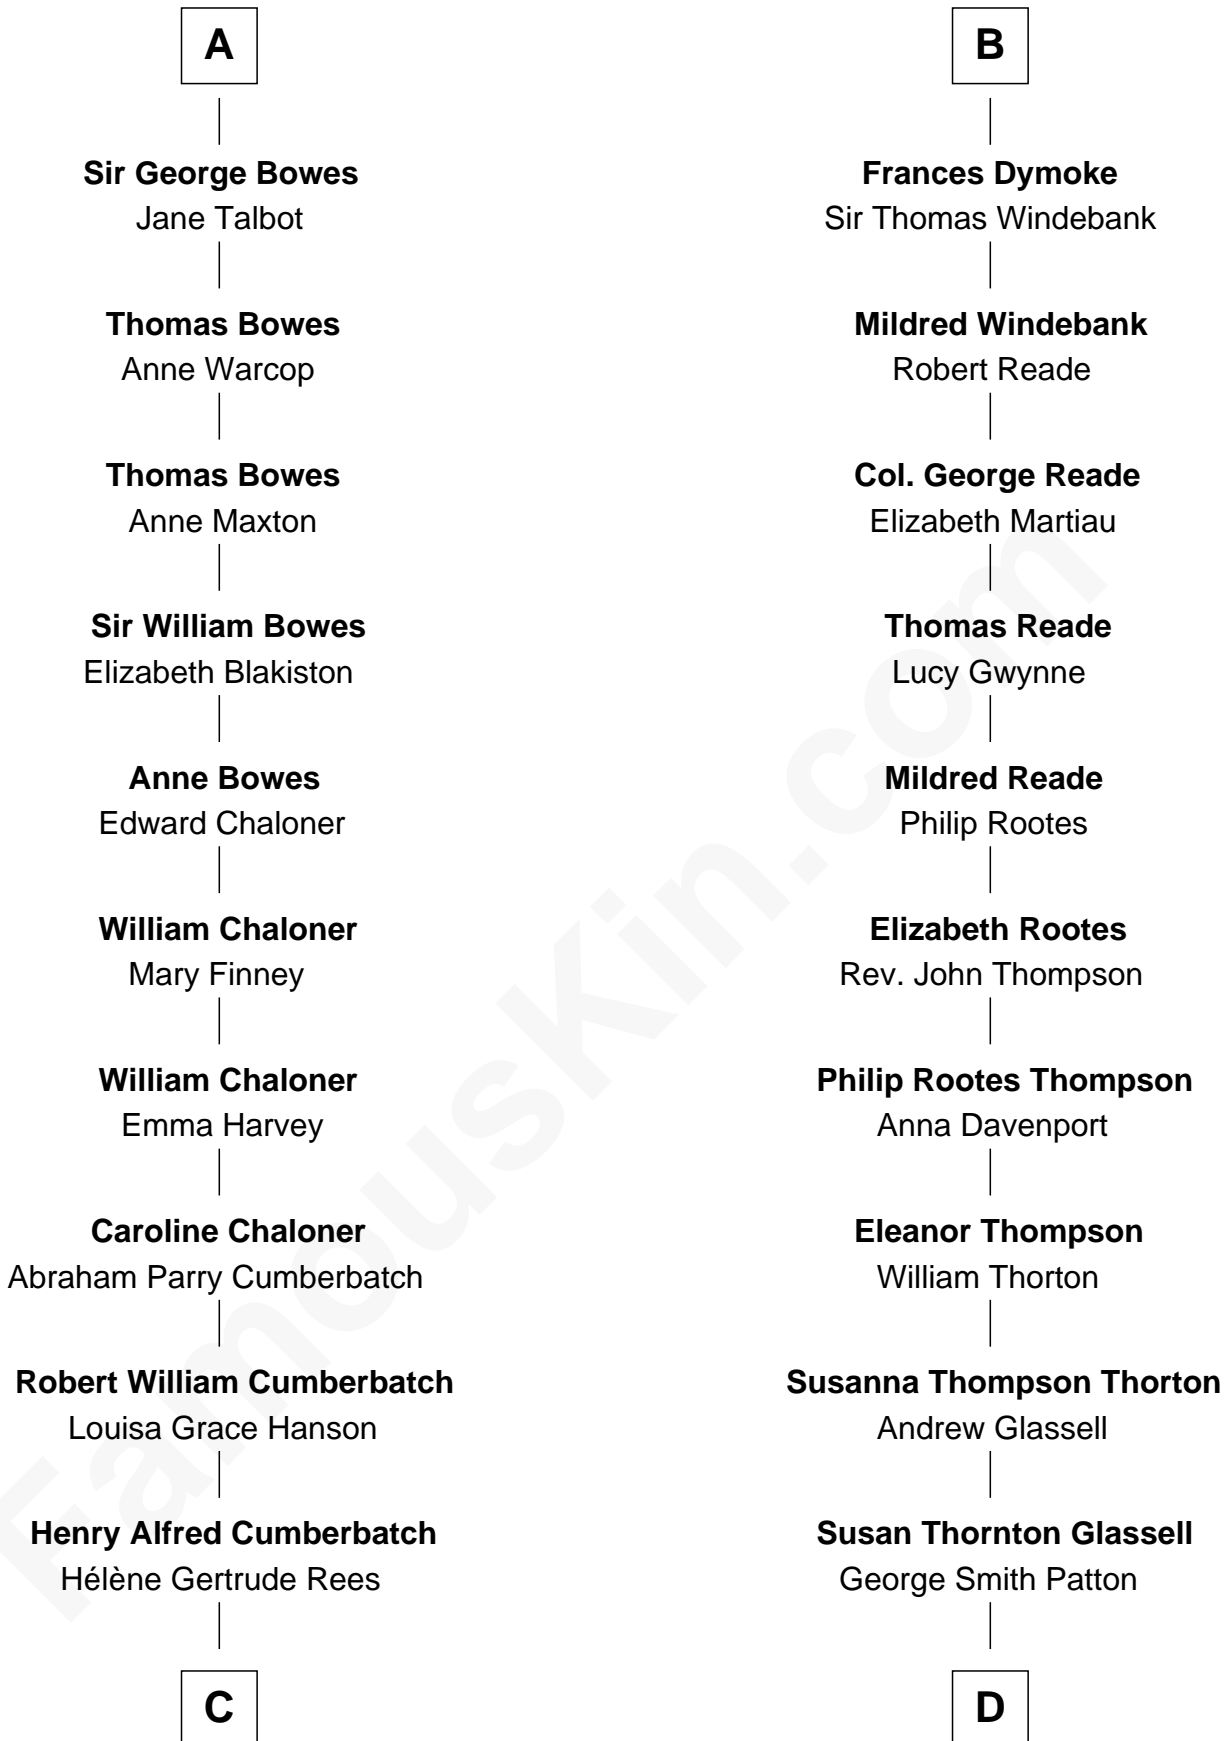 A
Sir George Bowes
Jane Talbot
Thomas Bowes
Anne Warcop
Thomas Bowes
Anne Maxton
Sir William Bowes
Elizabeth Blakiston
Anne Bowes
Edward Chaloner
William Chaloner
Mary Finney
William Chaloner
Emma Harvey
Caroline Chaloner
Abraham Parry Cumberbatch
Robert William Cumberbatch
Louisa Grace Hanson
Henry Alfred Cumberbatch
Hélène Gertrude Rees
C
B
Frances Dymoke
Sir Thomas Windebank
Mildred Windebank
Robert Reade
Col. George Reade
Elizabeth Martiau
Thomas Reade
Lucy Gwynne
Mildred Reade
Philip Rootes
Elizabeth Rootes
Rev. John Thompson
Philip Rootes Thompson
Anna Davenport
Eleanor Thompson
William Thorton
Susanna Thompson Thorton
Andrew Glassell
Susan Thornton Glassell
George Smith Patton
D
FamousKin.com